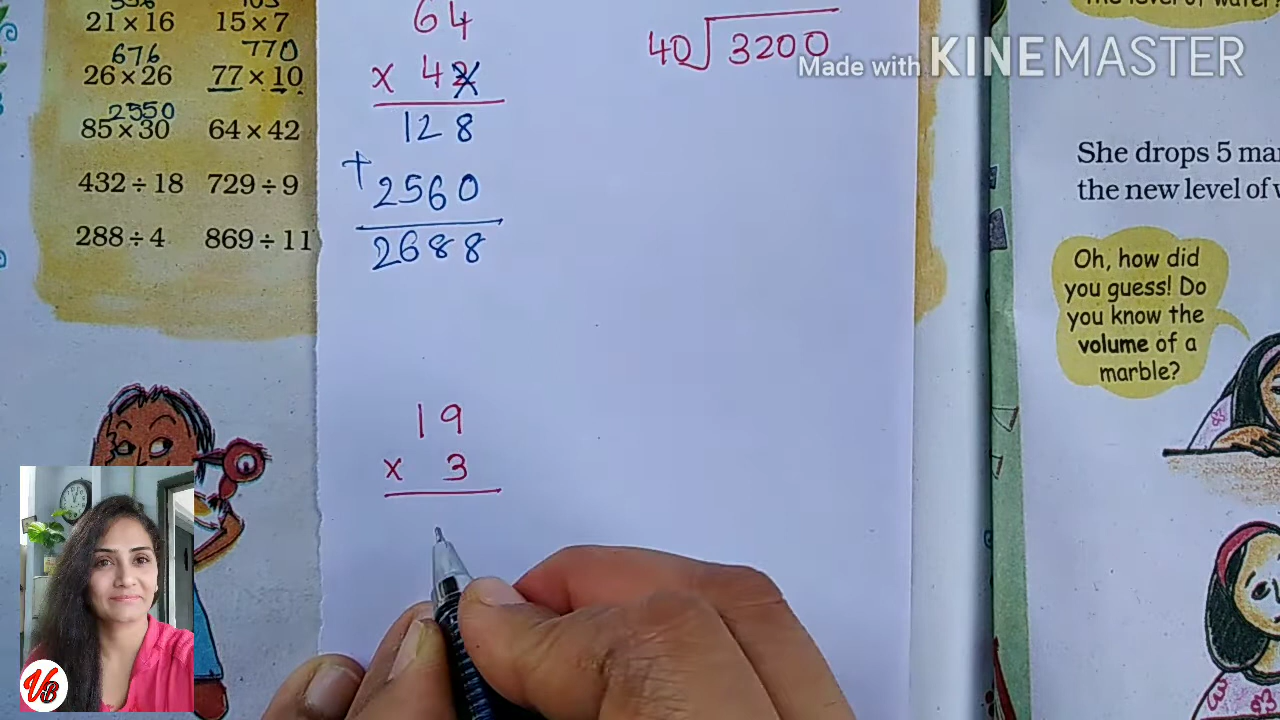 21 × 16 15 × 7
676 770
26 × 26 77 × 10
2550
85 × 30 64 × 42
432 ÷ 18 729 ÷ 9
288 ÷ 4 869 ÷ 11
64
× 42
128
+ 2560
2688
19
× 3
40 3200
Made with KINEMASTER
She drops 5
the new level of
Oh, how did
you guess! Do
you know the
volume of a
marble?
VB